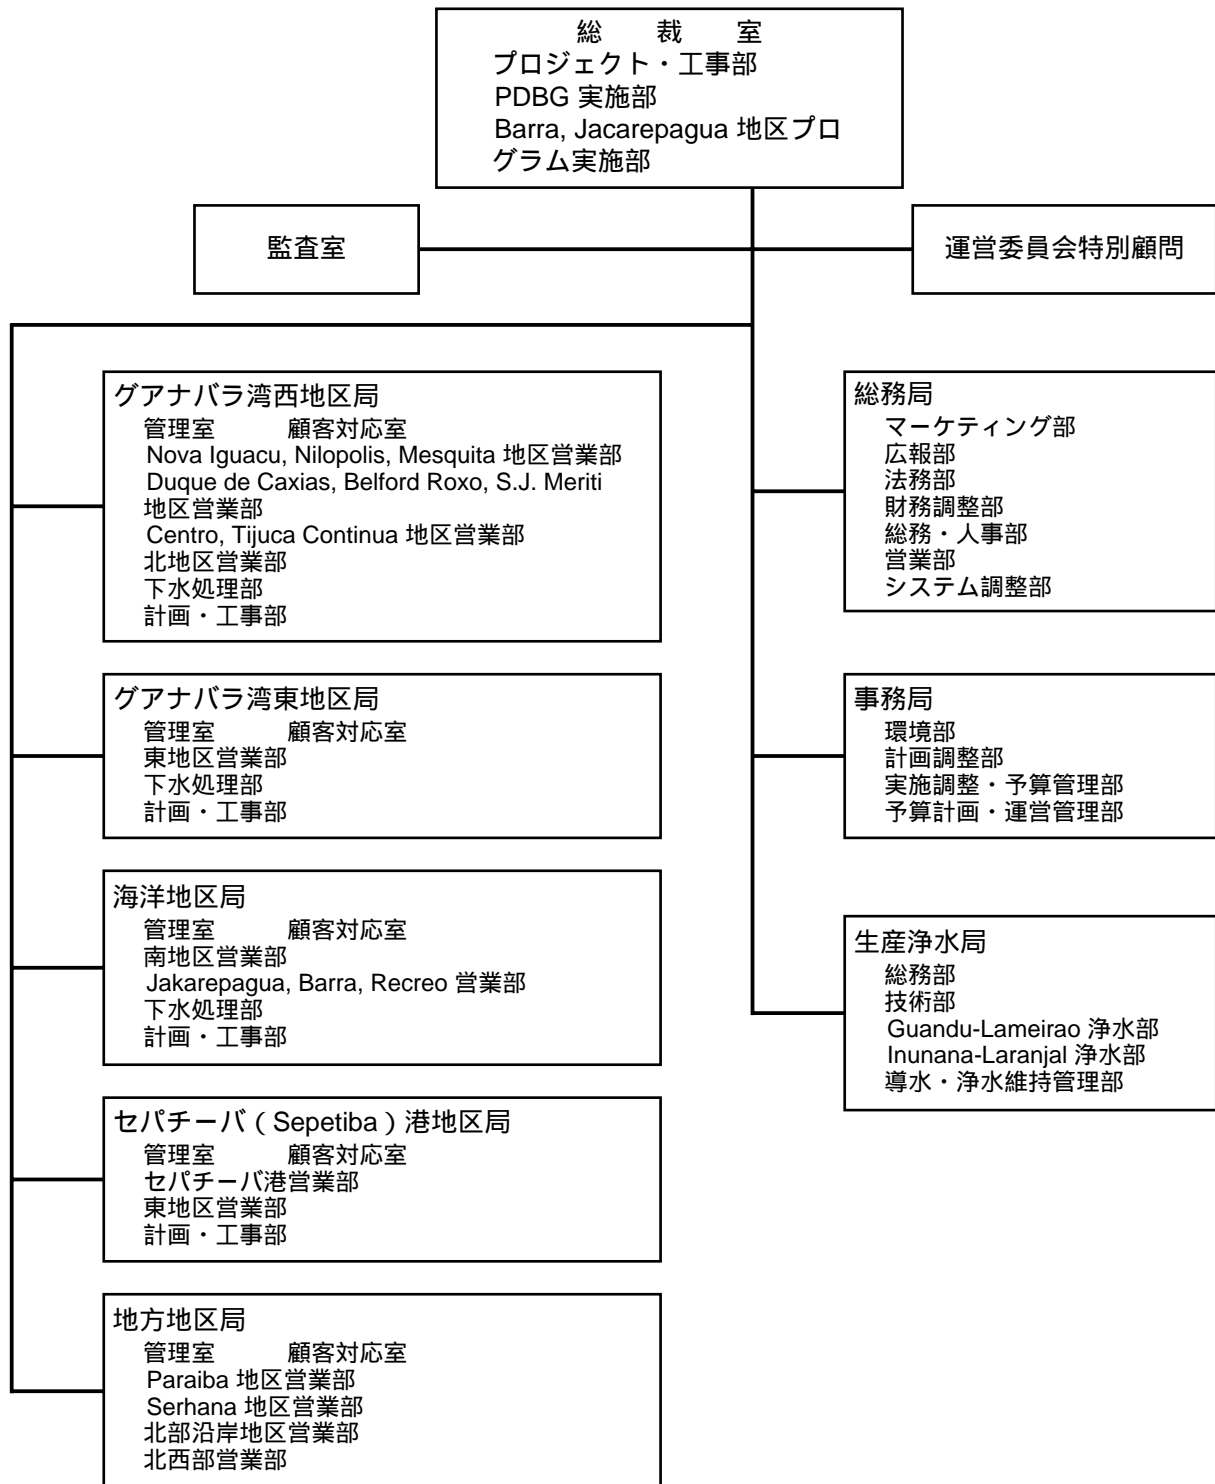 総　裁　室
プロジェクト・工事部
PDBG 実施部
Barra, Jacarepagua 地区プロ
グラム実施部
監査室
運営委員会特別顧問
グアナバラ湾西地区局
管理室　　顧客対応室
Nova Iguacu, Nilopolis, Mesquita 地区営業部
Duque de Caxias, Belford Roxo, S.J. Meriti
地区営業部
Centro, Tijuca Continua 地区営業部
北地区営業部
下水処理部
計画・工事部
グアナバラ湾東地区局
管理室　　顧客対応室
東地区営業部
下水処理部
計画・工事部
海洋地区局
管理室　　顧客対応室
南地区営業部
Jakarepagua, Barra, Recreo 営業部
下水処理部
計画・工事部
セパチーバ（Sepetiba）港地区局
管理室　　顧客対応室
セパチーバ港営業部
東地区営業部
計画・工事部
地方地区局
管理室　　顧客対応室
Paraiba 地区営業部
Serhana 地区営業部
北部沿岸地区営業部
北西部営業部
総務局
マーケティング部
広報部
法務部
財務調整部
総務・人事部
営業部
システム調整部
事務局
環境部
計画調整部
実施調整・予算管理部
予算計画・運営管理部
生産浄水局
総務部
技術部
Guandu-Lameirao 浄水部
Inunana-Laranjal 浄水部
導水・浄水維持管理部